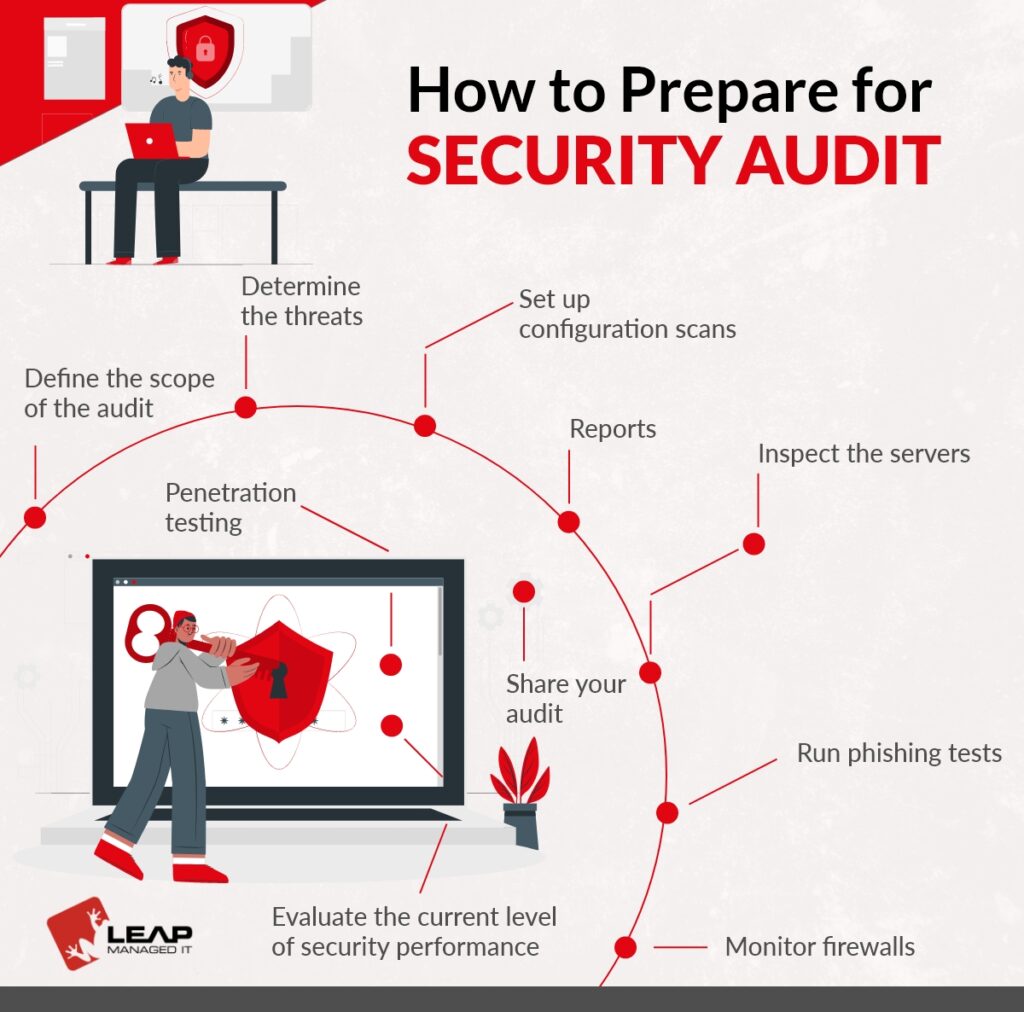 How to Prepare for
SECURITY AUDIT
Determine
the threats
Set up
configuration scans
Define the scope
of the audit
Reports
Inspect the servers
Penetration
testing
Share your
audit
Run phishing tests
Evaluate the current level
of security performance
Monitor firewalls
LEAP
MANAGED IT